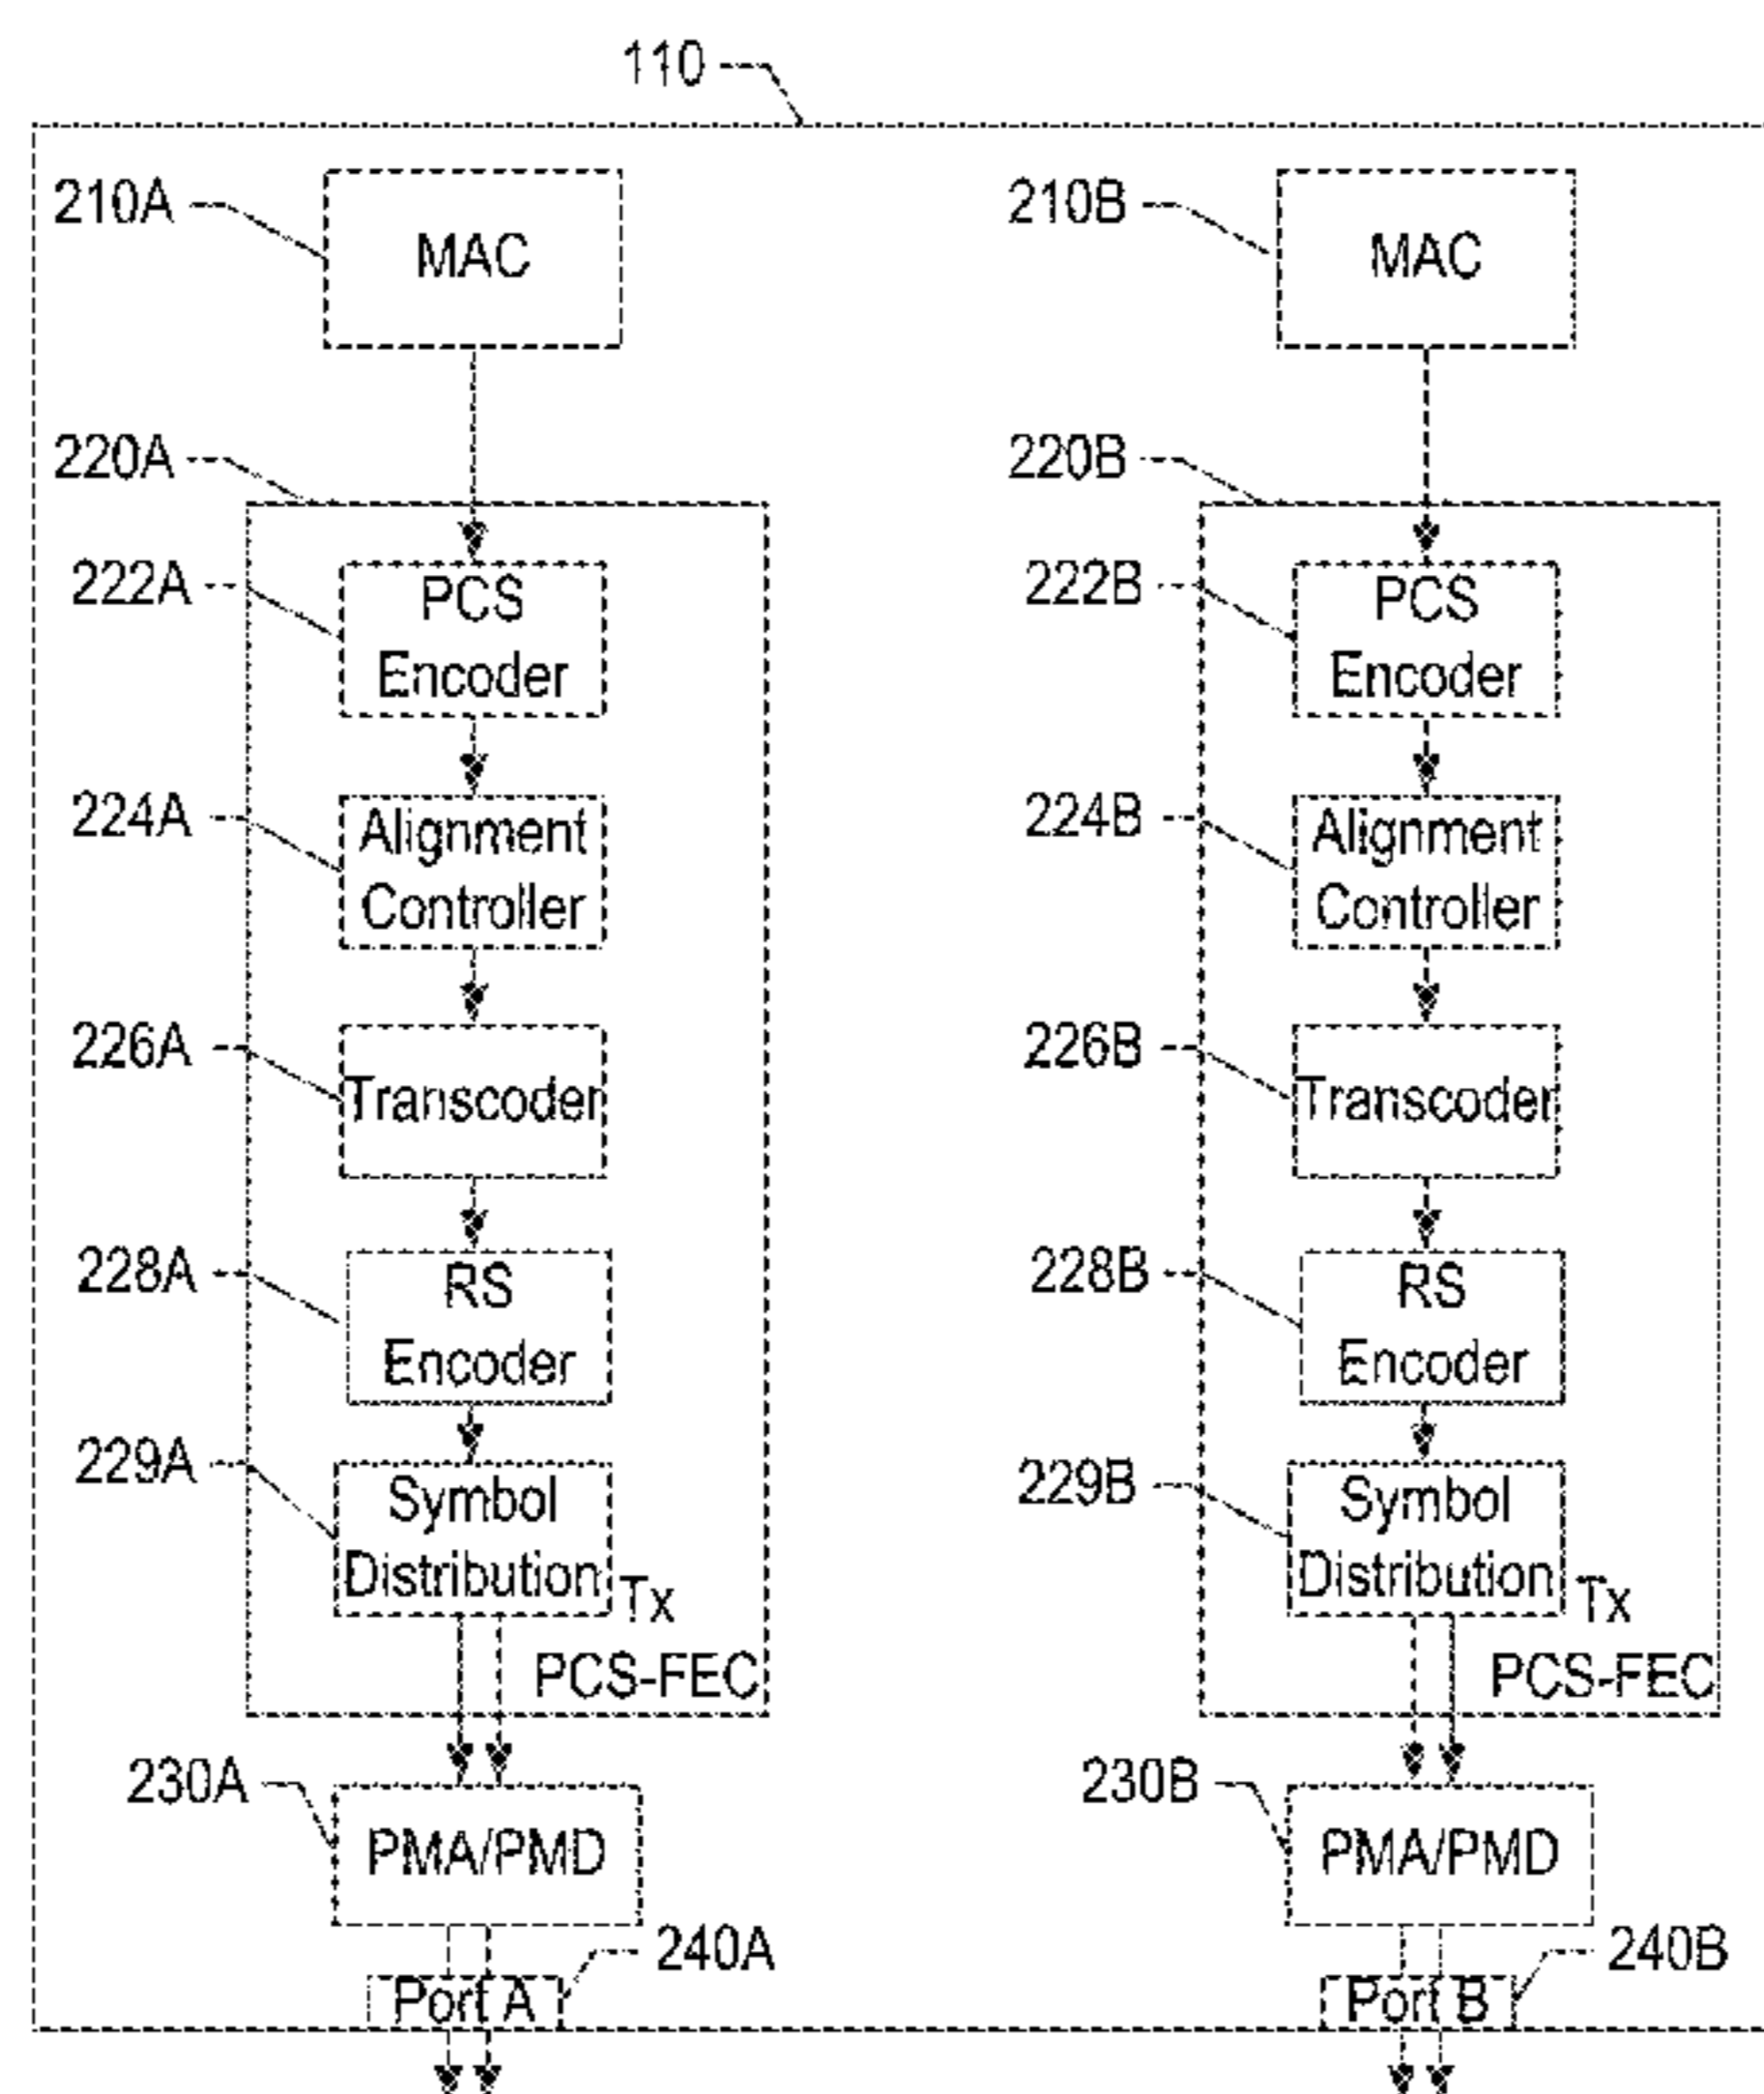 110
210A
MAC
210B
MAC
220A
220B
222A
PCS
Encoder
222B
PCS
Encoder
224A
Alignment
Controller
224B
Alignment
Controller
226A
Transcoder
226B
Transcoder
228A
RS
Encoder
228B
RS
Encoder
229A
Symbol
Distribution
Tx
229B
Symbol
Distribution
Tx
PCS-FEC
PCS-FEC
230A
PMA/PMD
230B
PMA/PMD
240A
Port A
240B
Port B